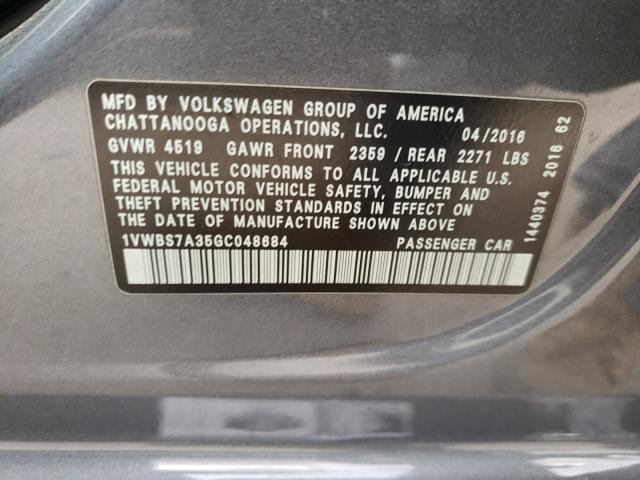 MFD BY VOLKSWAGEN GROUP OF AMERICA
CHATTANOOGA OPERATIONS, LLC. 04/2016
GVWR 4519 GAWR FRONT 2359 / REAR 2271 LBS
THIS VEHICLE CONFORMS TO ALL APPLICABLE U.S.
FEDERAL MOTOR VEHICLE SAFETY, BUMPER AND
THEFT PREVENTION STANDARDS IN EFFECT ON
THE DATE OF MANUFACTURE SHOWN ABOVE
1VWBS7A35GC048684 PASSENGER CAR
1440374 2016 62